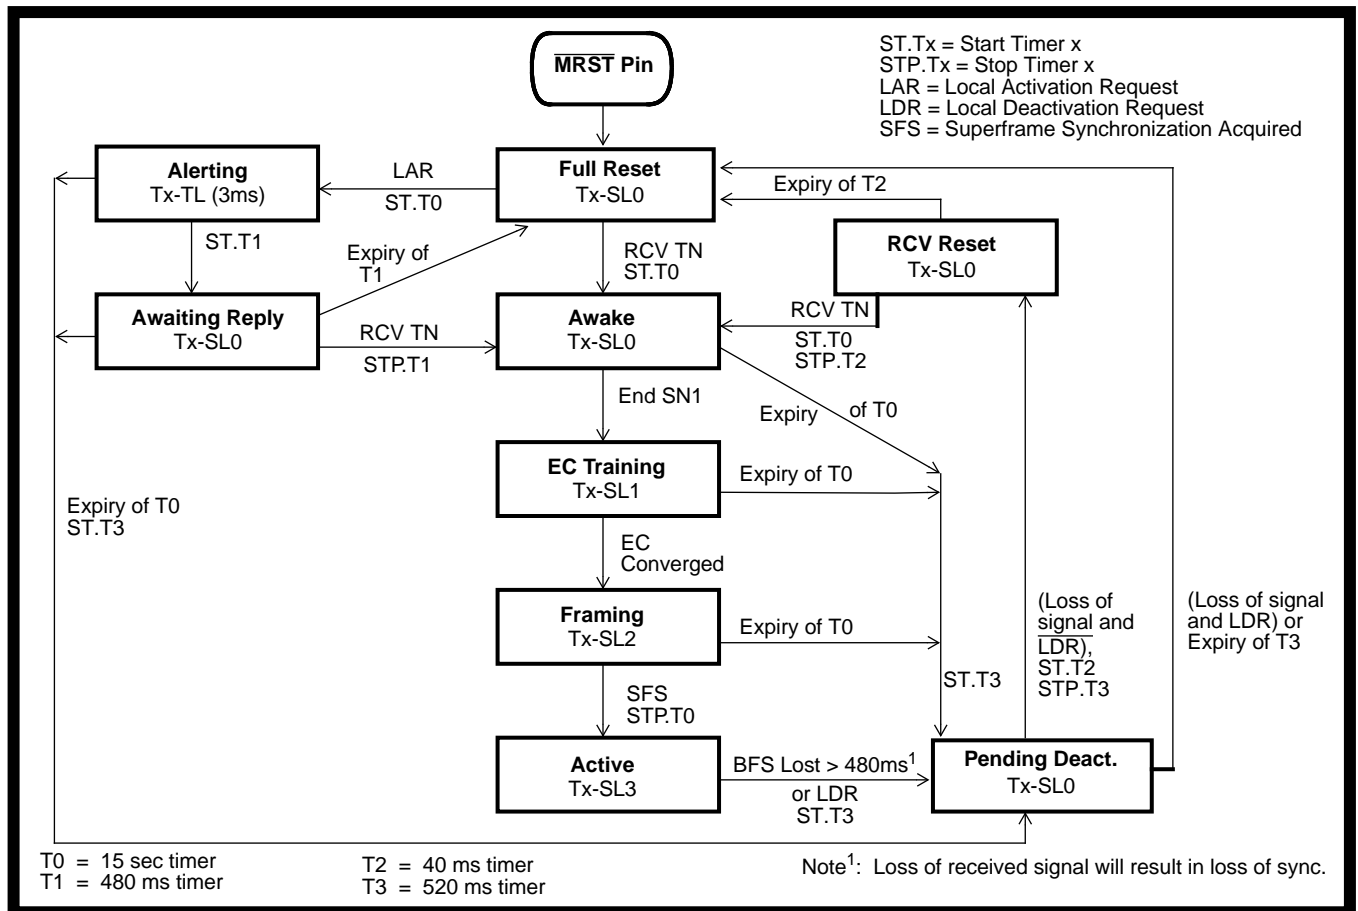 MRST Pin
ST.Tx = Start Timer x
STP.Tx = Stop Timer x
LAR = Local Activation Request
LDR = Local Deactivation Request
SFS = Superframe Synchronization Acquired
Alerting
Tx-TL (3ms)
LAR
ST.T0
Full Reset
Tx-SL0
Expiry of T2
RCV Reset
Tx-SL0
ST.T1
Expiry of
T1
RCV TN
ST.T0
Awaiting Reply
Tx-SL0
RCV TN
STP.T1
Awake
Tx-SL0
RCV TN
ST.T0
STP.T2
End SN1
Expiry of T0
EC Training
Tx-SL1
Expiry of T0
Expiry of T0
ST.T3
EC
Converged
Framing
Tx-SL2
Expiry of T0
(Loss of
signal and
LDR),
ST.T2
STP.T3
(Loss of signal
and LDR) or
Expiry of T3
ST.T3
SFS
STP.T0
Active
Tx-SL3
BFS Lost > 480ms1
or LDR
ST.T3
Pending Deact.
Tx-SL0
T0 = 15 sec timer
T1 = 480 ms timer
T2 = 40 ms timer
T3 = 520 ms timer
Note1: Loss of received signal will result in loss of sync.